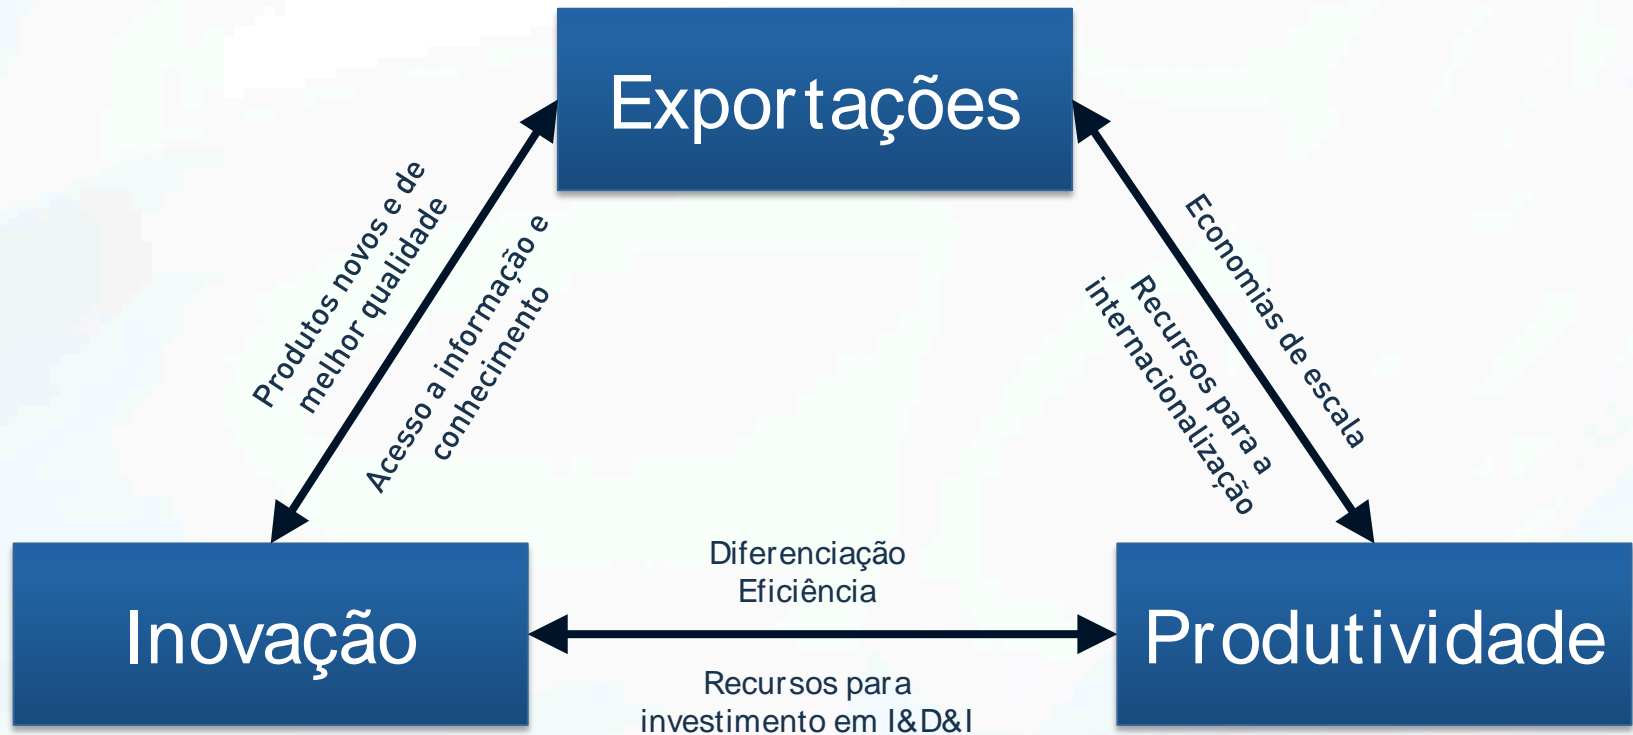 Exportações
Produtos novos e de
melhor qualidade
Acesso a informação e
conhecimento
Economias de escala
Recursos para a
internacionalização
Inovação
Diferenciação
Eficiência
Recursos para
investimento em I&D&I
Produtividade